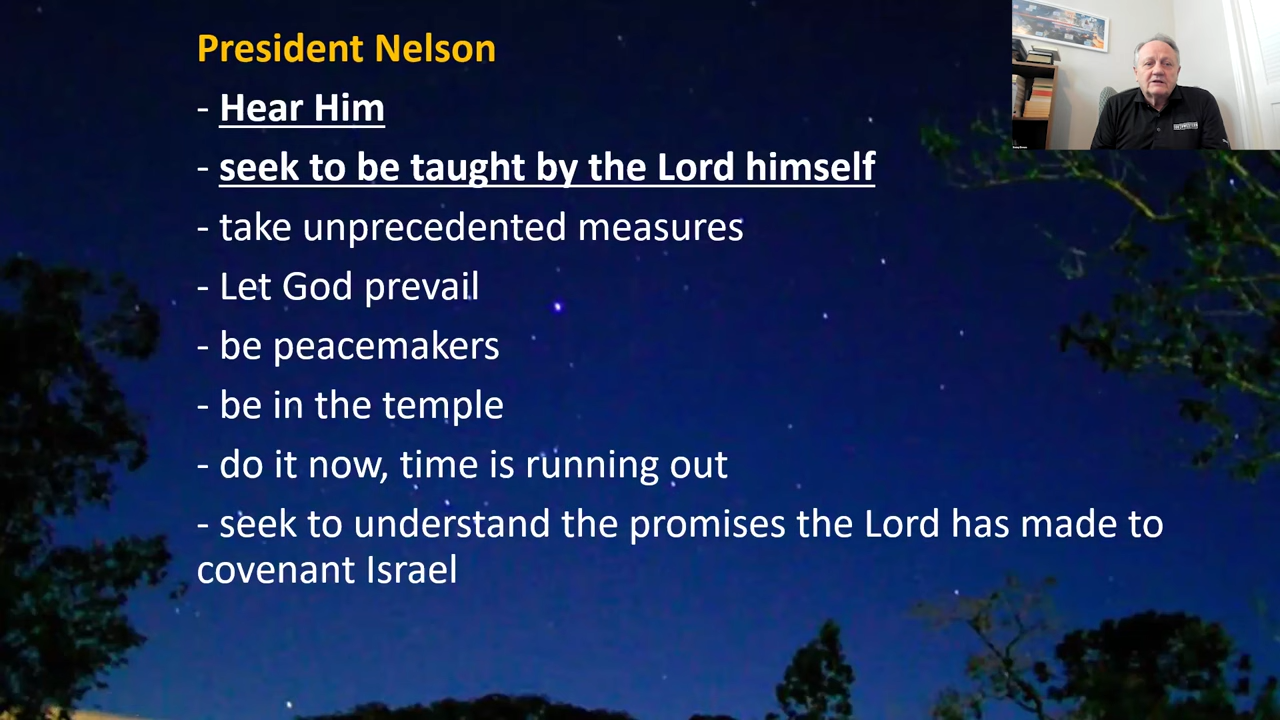 President Nelson
- Hear Him
- seek to be taught by the Lord himself
- take unprecedented measures
- Let God prevail
- be peacemakers
- be in the temple
- do it now, time is running out
- seek to understand the promises the Lord has made to
covenant Israel